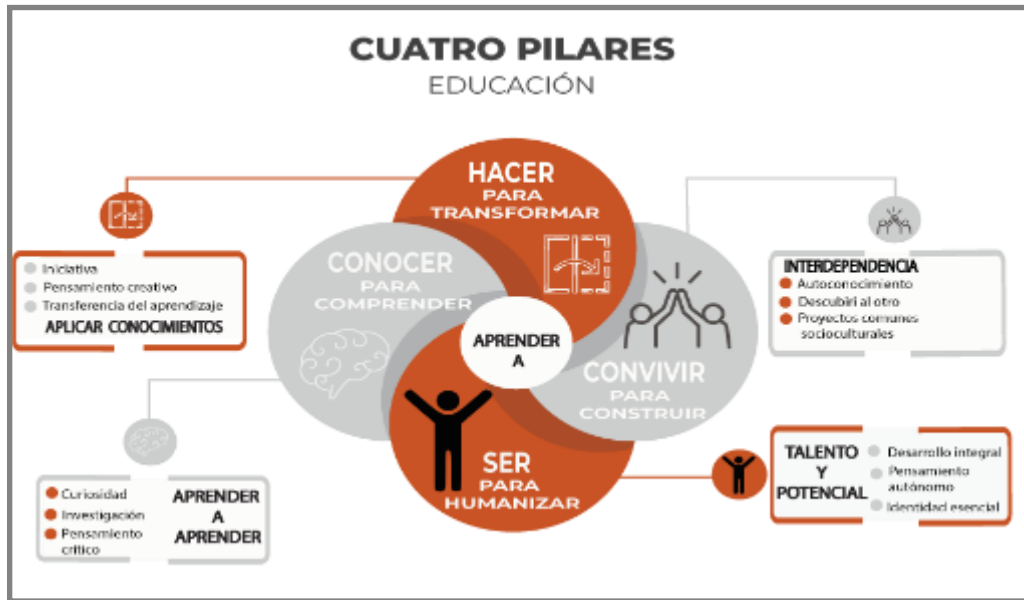 CUATRO PILARES
EDUCACIÓN
HACER
PARA
TRANSFORMAR
CONOCER
PARA
COMPRENDER
APRENDER
A
CONVIVIR
PARA
CONSTRUIR
SER
PARA
HUMANIZAR
Iniciativa
Pensamiento creativo
Transferencia del aprendizaje
APLICAR CONOCIMIENTOS
INTERDEPENDENCIA
Autoconocimiento
Descubiri al otro
Proyectos comunes
socioculturales
Curiosidad
Investigación
Pensamiento
crítico
APRENDER
A
APRENDER
TALENTO
Y
POTENCIAL
Desarrollo integral
Pensamiento
autónomo
Identidad esencial